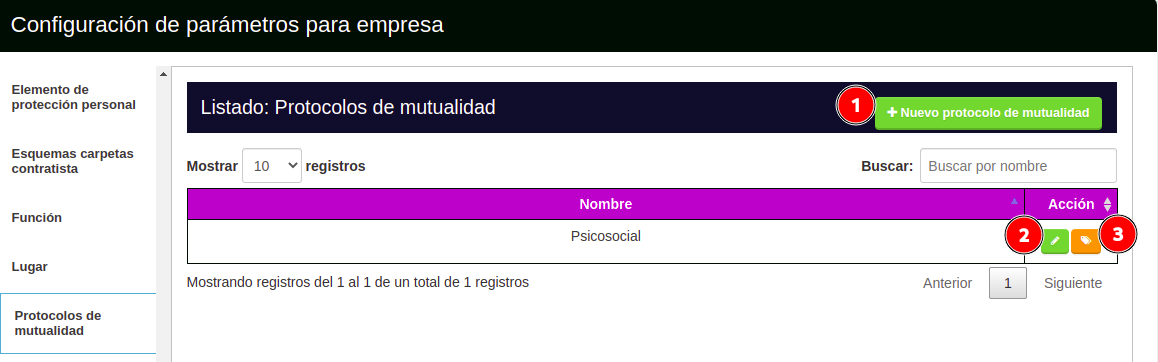 Configuración de parámetros para empresa
Elemento de
protección personal
Esquemas carpetas
contratista
Función
Lugar
Protocolos de
mutualidad
Listado: Protocolos de mutualidad
1
Nuevo protocolo de mutualidad
Mostrar 10 registros
Buscar: Buscar por nombre
Nombre Acción
Psicosocial 2 3
Mostrando registros del 1 al 1 de un total de 1 registros
Anterior 1 Siguiente